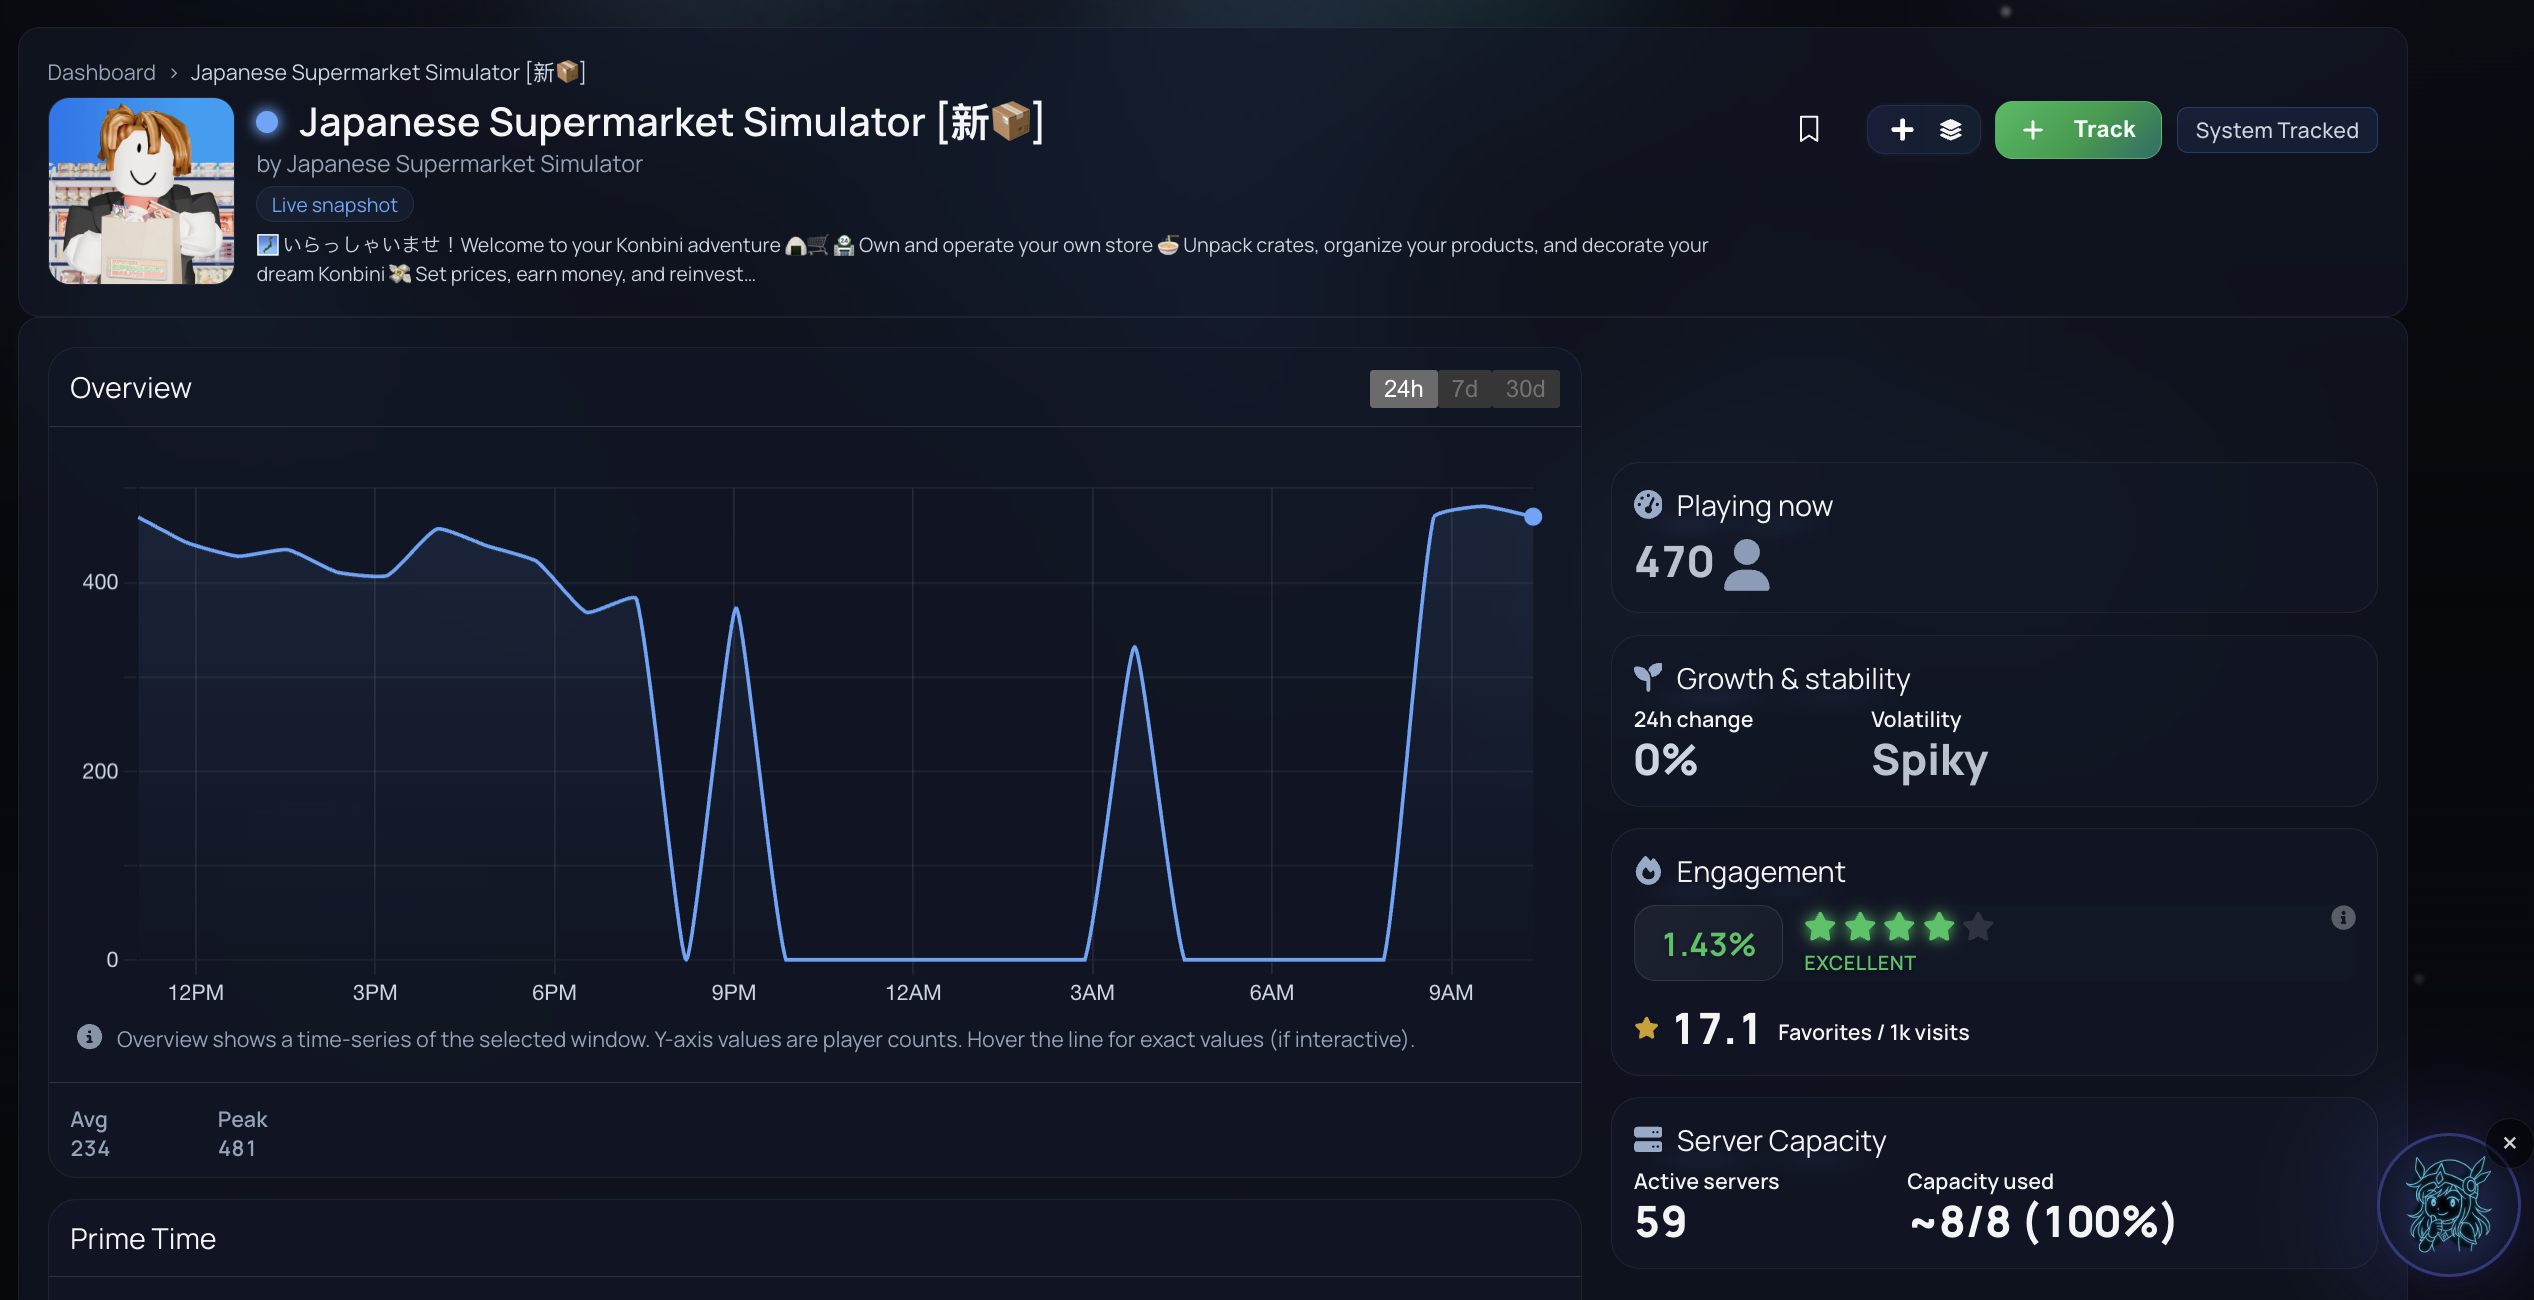 Dashboard › Japanese Supermarket Simulator [新📦]
Japanese Supermarket Simulator [新📦]
by Japanese Supermarket Simulator
Live snapshot
🗾 いらっしゃいませ！Welcome to your Konbini adventure 🍙🛒 🏪 Own and operate your own store 🍜 Unpack crates, organize your products, and decorate your
dream Konbini 💸 Set prices, earn money, and reinvest...
+ Track
System Tracked
Overview
24h 7d 30d
400
200
0
12PM 3PM 6PM 9PM 12AM 3AM 6AM 9AM
Overview shows a time-series of the selected window. Y-axis values are player counts. Hover the line for exact values (if interactive).
Avg Peak
234 481
Prime Time
Playing now
470
Growth & stability
24h change Volatility
0% Spiky
Engagement
1.43%
EXCELLENT
17.1 Favorites / 1k visits
Server Capacity
Active servers Capacity used
59 ~8/8 (100%)